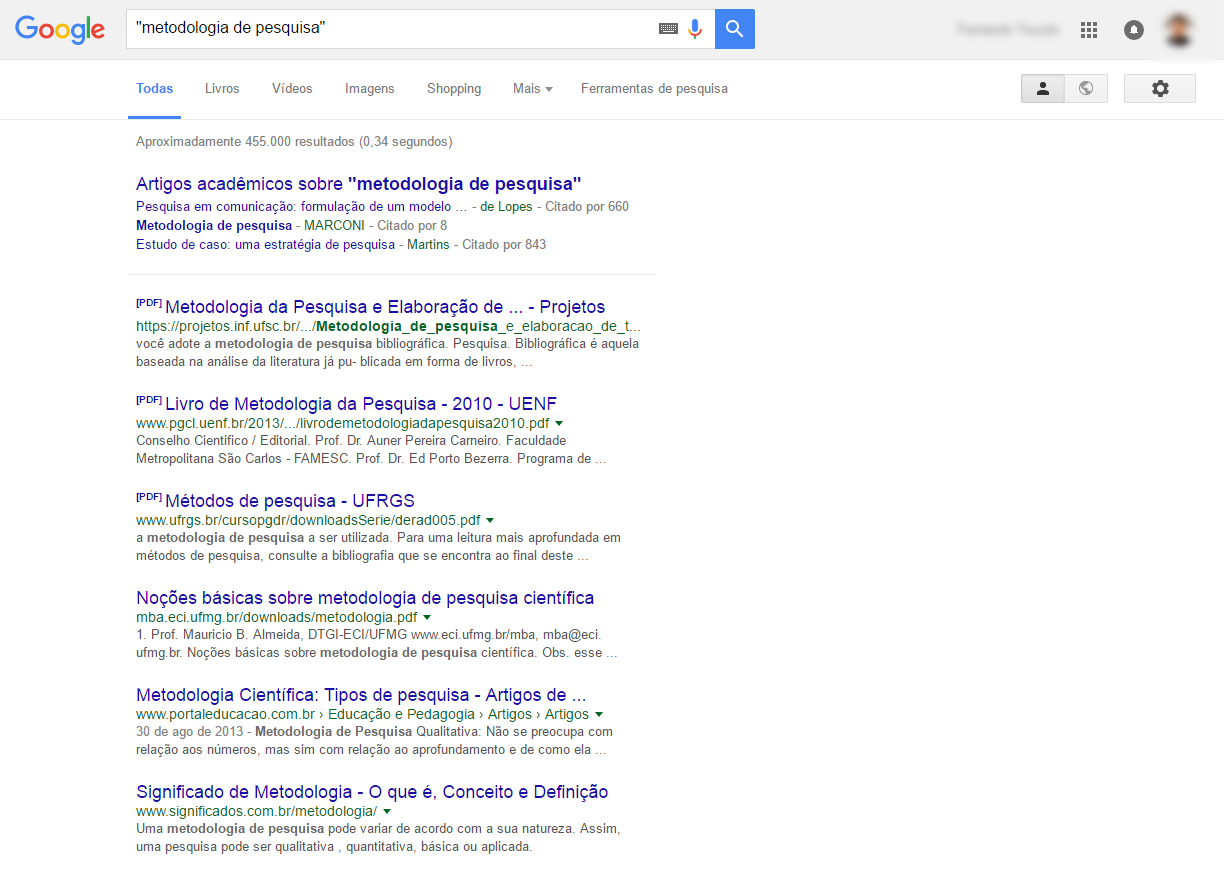 Google
"metodologia de pesquisa"
Todas Livros Vídeos Imagens Shopping Mais Ferramentas de pesquisa
Aproximadamente 455.000 resultados (0,34 segundos)
Artigos acadêmicos sobre "metodologia de pesquisa"
Pesquisa em comunicação: formulação de um modelo ... - de Lopes - Citado por 660
Metodologia de pesquisa - MARCONI - Citado por 8
Estudo de caso: uma estratégia de pesquisa - Martins - Citado por 843
[PDF] Metodologia da Pesquisa e Elaboração de ... - Projetos
https://projetos.inf.ufsc.br/.../Metodologia_de_pesquisa_e_elaboracao_de_t...
você adote a metodologia de pesquisa bibliográfica. Pesquisa. Bibliográfica é aquela
baseada na análise da literatura já pu- blicada em forma de livros, ...
[PDF] Livro de Metodologia da Pesquisa - 2010 - UENF
www.pgcl.uenf.br/2013/.../livrodemetodologiadapesquisa2010.pdf
Conselho Cientifico / Editorial. Prof. Dr. Auner Pereira Carneiro. Faculdade
Metropolitana São Carlos - FAMESC. Prof. Dr. Ed Porto Bezerra. Programa de ...
[PDF] Métodos de pesquisa - UFRGS
www.ufrgs.br/cursopgdr/downloadsSerie/derad005.pdf
a metodologia de pesquisa a ser utilizada. Para uma leitura mais aprofundada em
métodos de pesquisa, consulte a bibliografia que se encontra ao final deste ...
Noções básicas sobre metodologia de pesquisa científica
mba.eci.ufmg.br/downloads/metodologia.pdf
1. Prof. Mauricio B. Almeida, DTGI-ECI/UFMG www.eci.ufmg.br/mba, mba@eci.
ufmg.br. Noções básicas sobre metodologia de pesquisa científica. Obs. esse ...
Metodologia Científica: Tipos de pesquisa - Artigos de ...
www.portaleducacao.com.br › Educação e Pedagogia › Artigos › Artigos
30 de ago de 2013 - Metodologia de Pesquisa Qualitativa: Não se preocupa com
relação aos números, mas sim com relação ao aprofundamento e de como ela ...
Significado de Metodologia - O que é, Conceito e Definição
www.significados.com.br/metodologia/
Uma metodologia de pesquisa pode variar de acordo com a sua natureza. Assim,
uma pesquisa pode ser qualitativa , quantitativa, básica ou aplicada.